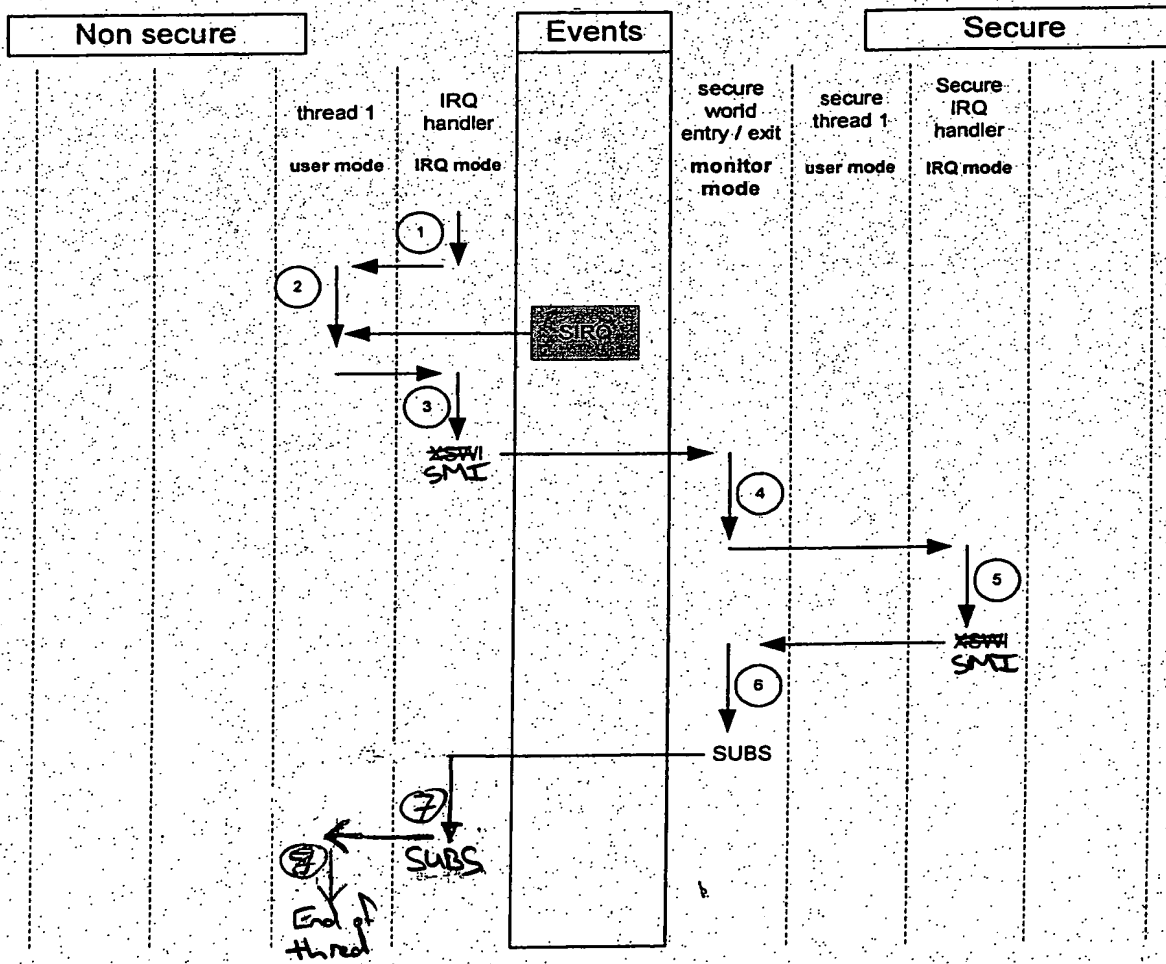 Non secure
Events
Secure
thread 1
user mode
IRQ
handler
IRQ mode
secure
world
entry / exit
monitor
mode
secure
thread 1
user mode
Secure
IRQ
handler
IRQ mode
1
2
SIRQ
3
XSWI
SMI
4
5
XSWI
SMI
6
SUBS
7
SUBS
End of
thred